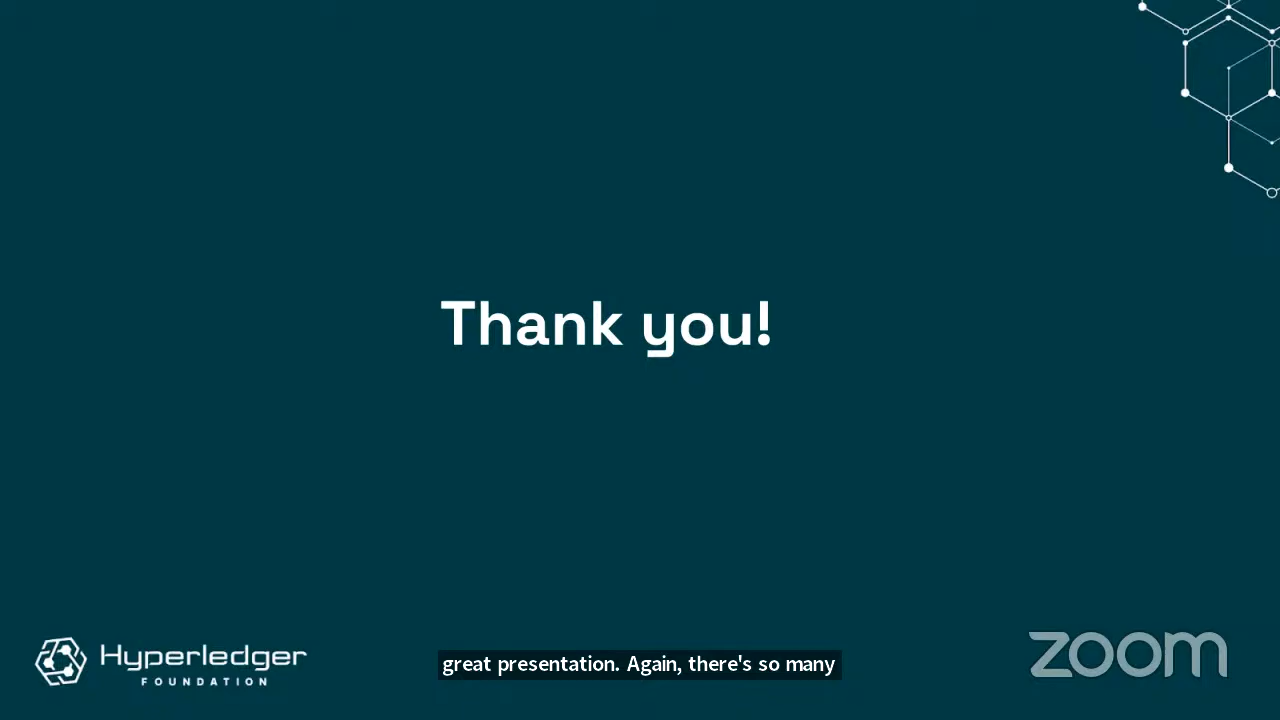 Thank you!
Hyperledger
FOUNDATION
great presentation. Again, there's so many
zoom